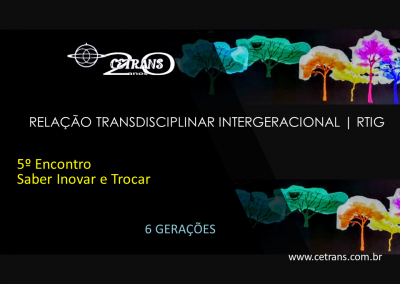 CETRANS
20
anos
RELAÇÃO TRANSDISCIPLINAR INTERGERACIONAL | RTIG
5º Encontro
Saber Inovar e Trocar
6 GERAÇÕES
www.cetrans.com.br